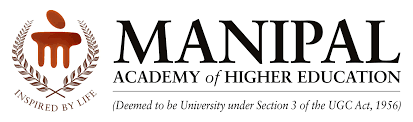 INSPIRED BY LIFE
MANIPAL
ACADEMY of HIGHER EDUCATION
(Deemed to be University under Section 3 of the UGC Act, 1956)